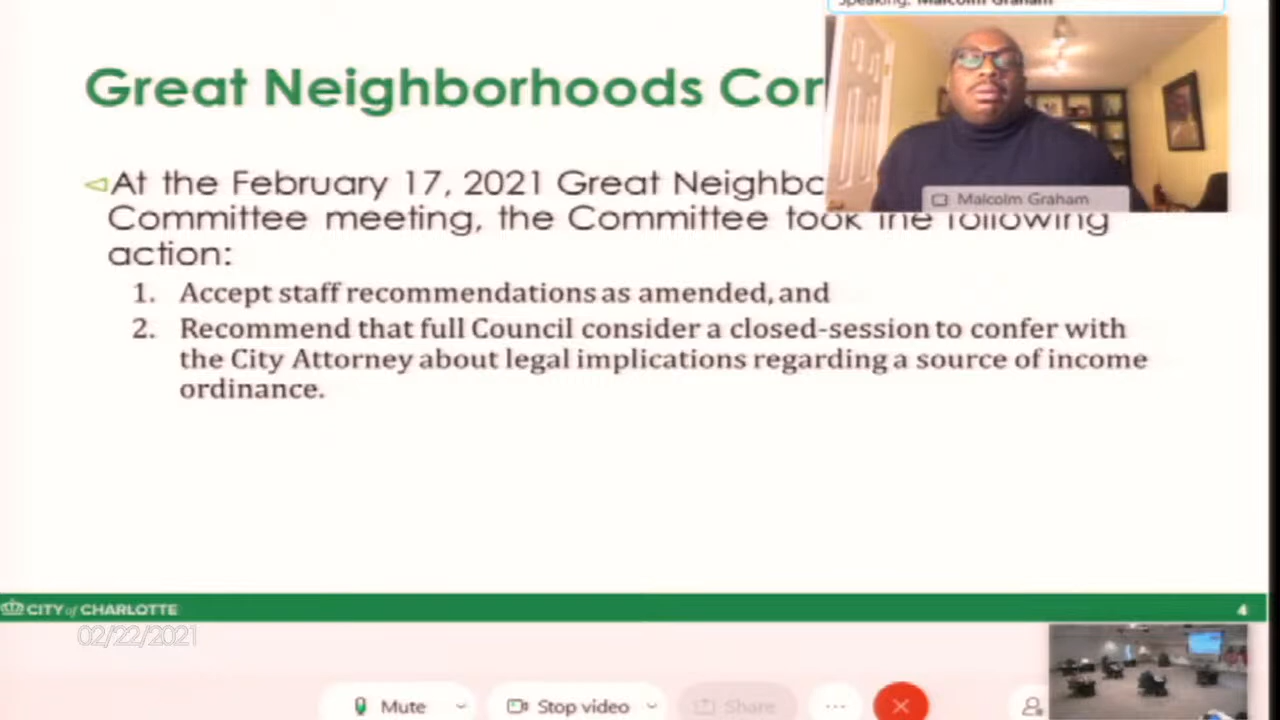 Speaking: Malcolm Graham
Great Neighborhoods Cor
At the February 17, 2021 Great Neighbo
Malcolm Graham
Committee meeting, the Committee took the following
action:
1. Accept staff recommendations as amended, and
2. Recommend that full Council consider a closed-session to confer with
the City Attorney about legal implications regarding a source of income
ordinance.
CITY of CHARLOTTE
4
02/22/2021
Mute
Stop video
Share